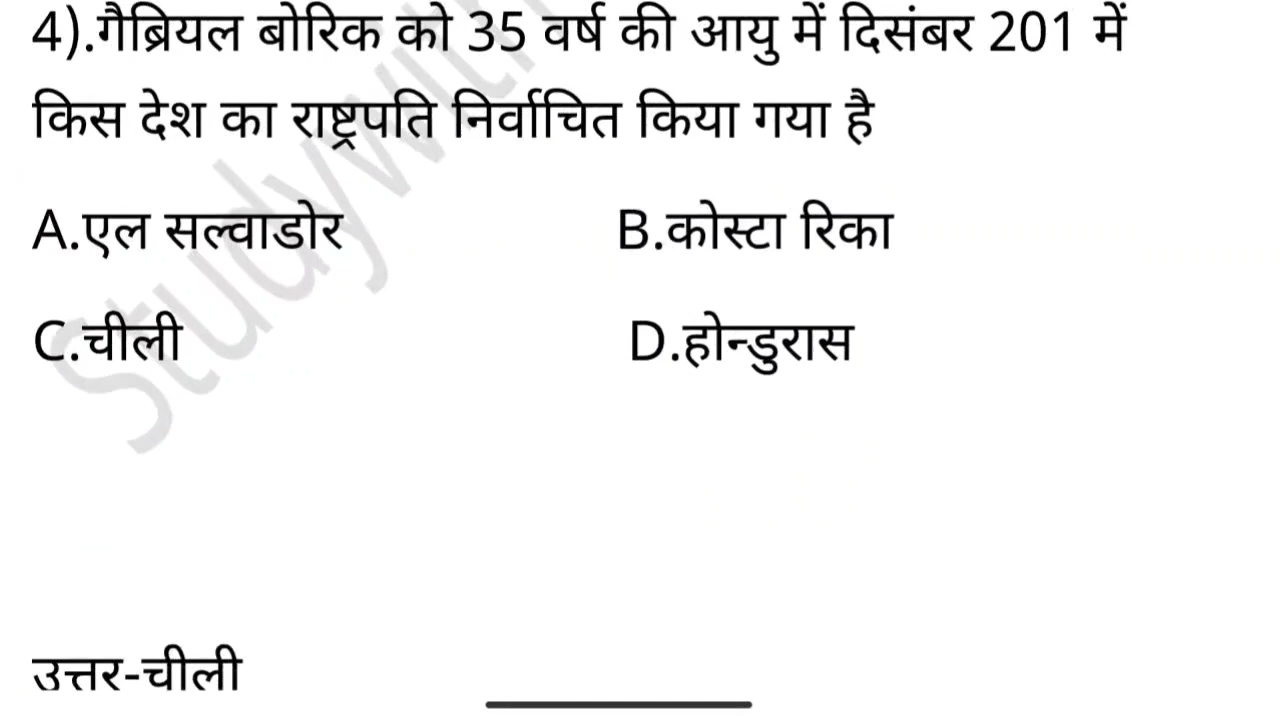 4).गैब्रियल बोरिक को 35 वर्ष की आयु में दिसंबर 201 में
किस देश का राष्ट्रपति निर्वाचित किया गया है
A.एल सल्वाडोर B.कोस्टा रिका
C.चीली D.होन्डुरास
उत्तर-चीली